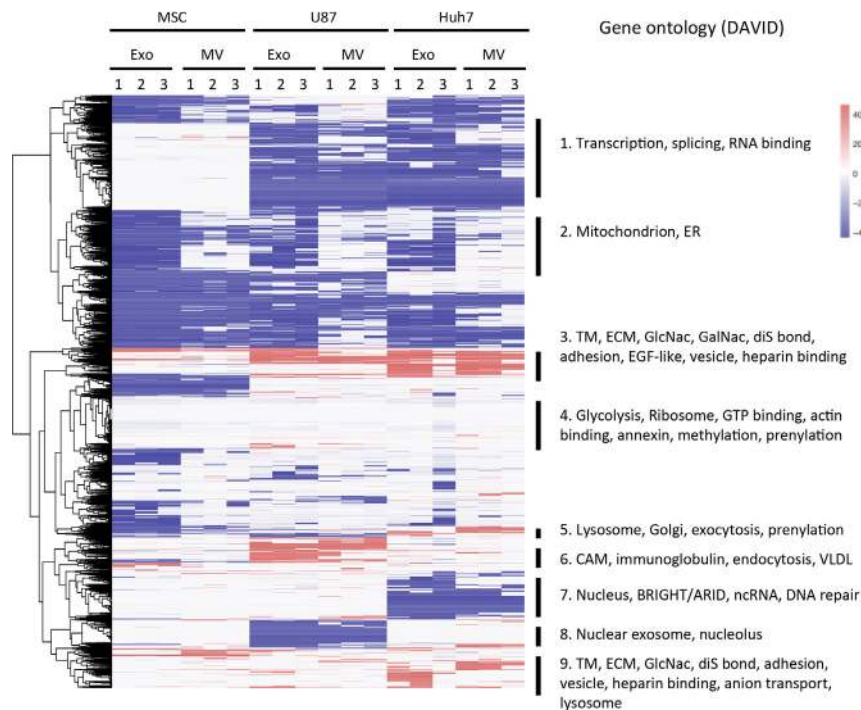 MSC U87 Huh7
Gene ontology (DAVID)
Exo MV Exo MV Exo MV
1 2 3 1 2 3 1 2 3 1 2 3 1 2 3 1 2 3
40
20
0
1. Transcription, splicing, RNA binding
2. Mitochondrion, ER
3. TM, ECM, GlcNac, GalNac, diS bond,
adhesion, EGF-like, vesicle, heparin binding
4. Glycolysis, Ribosome, GTP binding, actin
binding, annexin, methylation, prenylation
5. Lysosome, Golgi, exocytosis, prenylation
6. CAM, immunoglobulin, endocytosis, VLDL
7. Nucleus, BRIGHT/ARID, ncRNA, DNA repair
8. Nuclear exosome, nucleolus
9. TM, ECM, GlcNac, diS bond, adhesion,
vesicle, heparin binding, anion transport,
lysosome